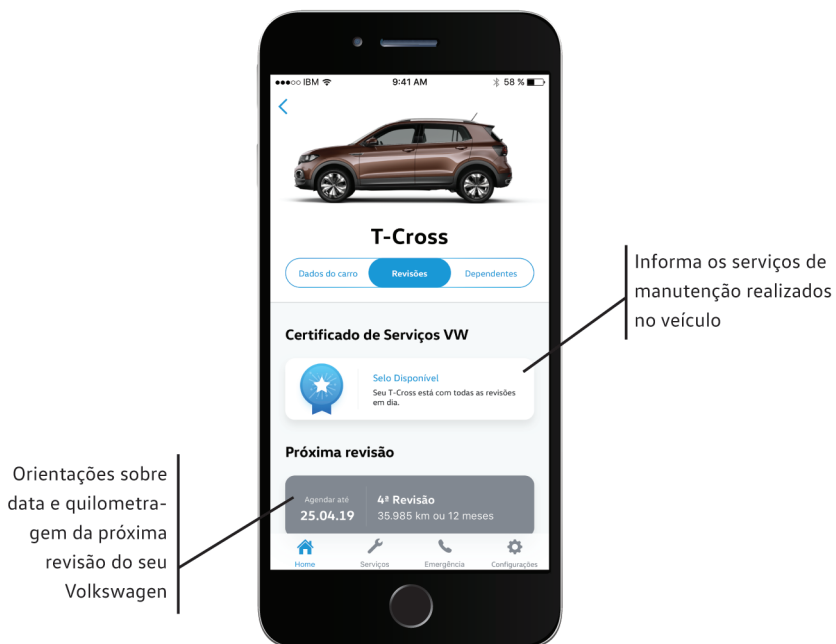 IBM 9:41 AM 58 %
T-Cross
Dados do carro Revisões Dependentes
Certificado de Serviços VW
Selo Disponível
Seu T-Cross está com todas as revisões
em dia.
Próxima revisão
Agendar até
25.04.19
4ª Revisão
35.985 km ou 12 meses
Home Serviços Emergência Configurações
Informa os serviços de
manutenção realizados
no veículo
Orientações sobre
data e quilometra-
gem da próxima
revisão do seu
Volkswagen